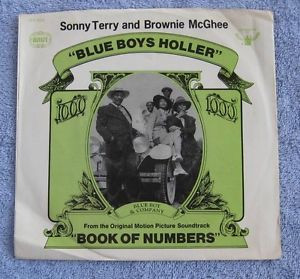 Sonny Terry and Brownie McGhee
"BLUE BOYS HOLLER"
1000 1000
BLUE BOY
& COMPANY
From the Original Motion Picture Soundtrack
"BOOK OF NUMBERS"